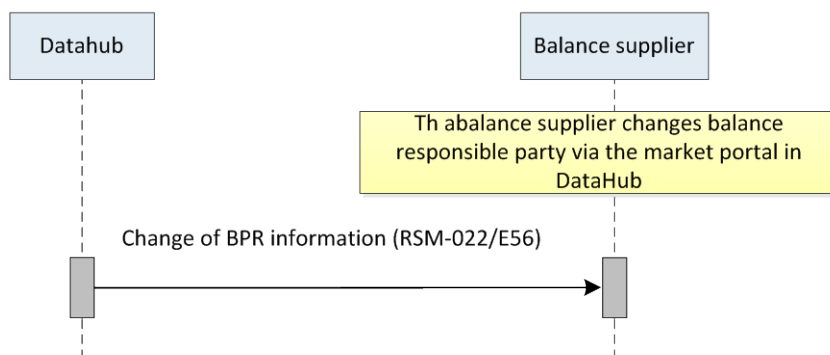 Datahub
Balance supplier
Th abalance supplier changes balance
responsible party via the market portal in
DataHub
Change of BPR information (RSM-022/E56)